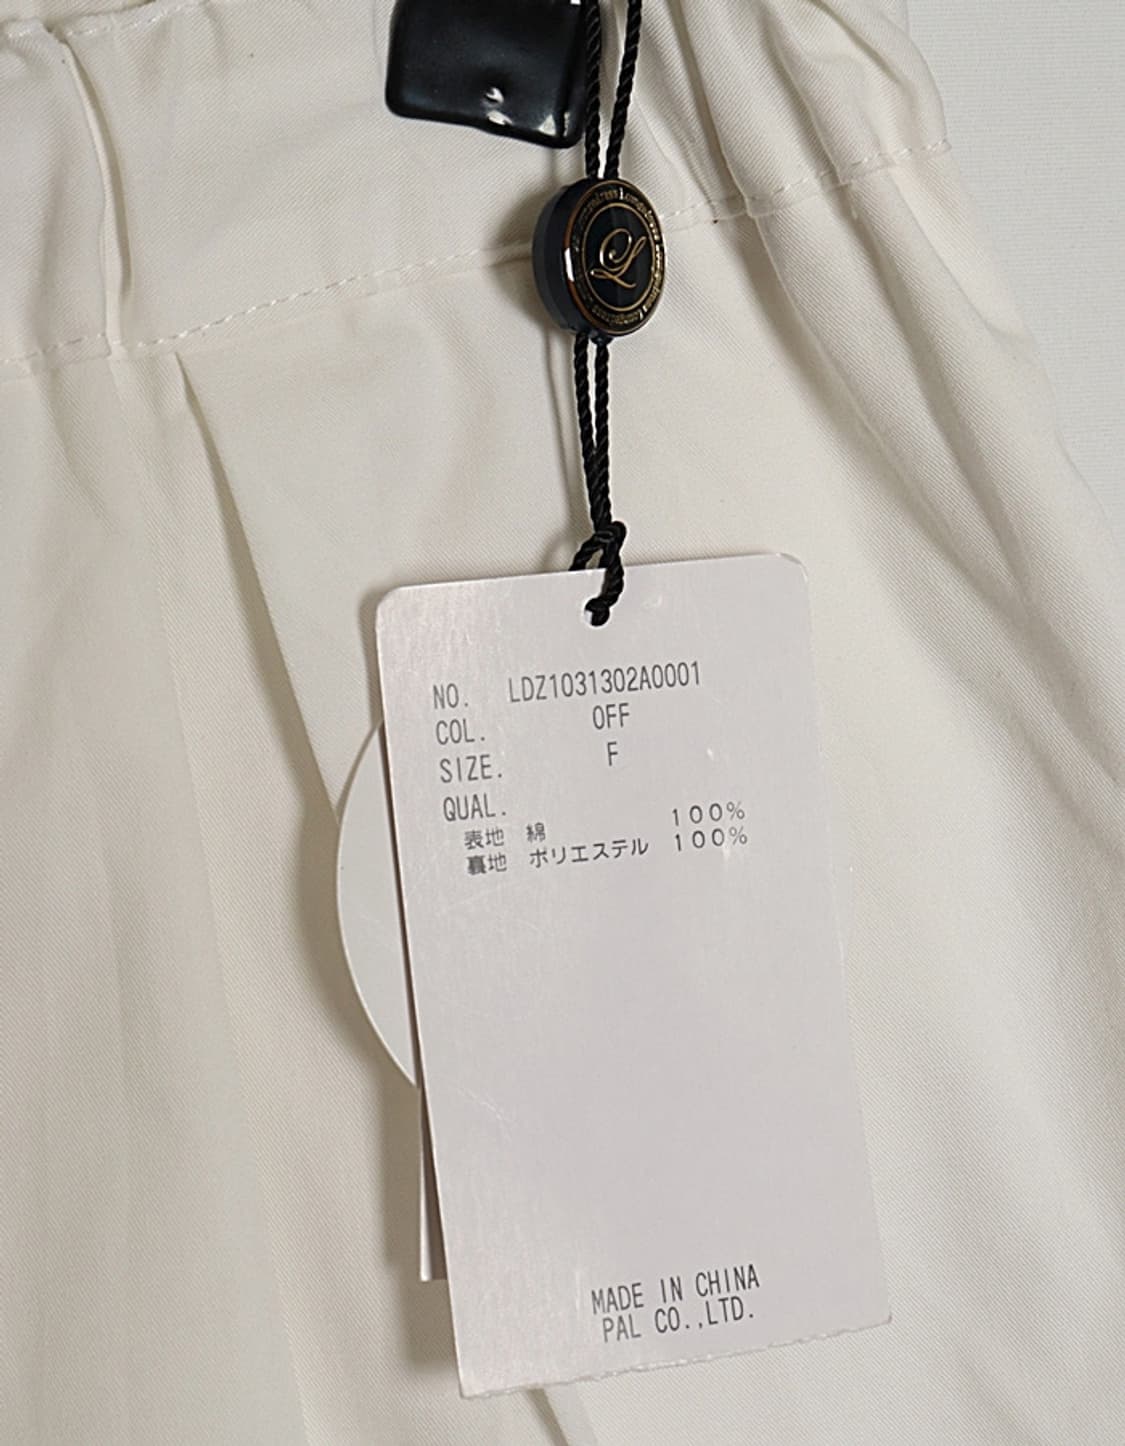 L
NO. LDZ1031302A0001
COL. OFF
SIZE. F
QUAL.
表地 綿 100%
裏地 ポリエステル 100%
MADE IN CHINA
PAL CO.,LTD.